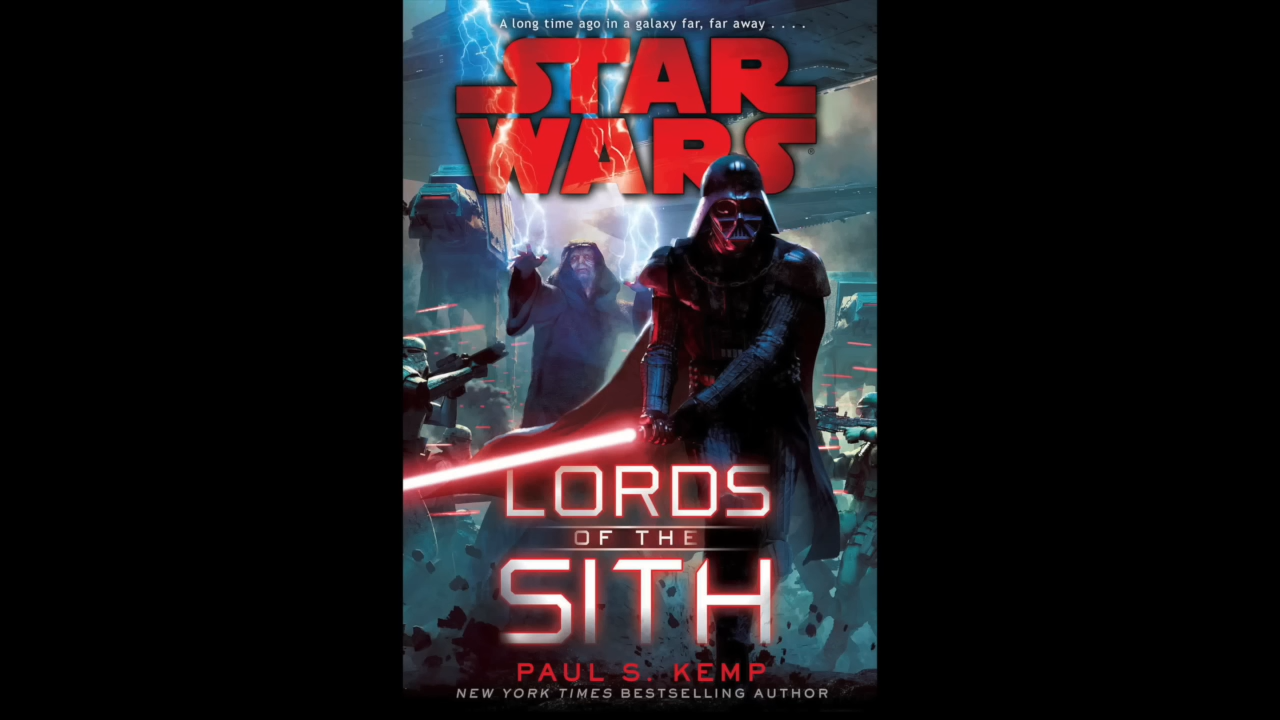 A long time ago in a galaxy far, far away . . . .
STAR
WARS®
LORDS
OF THE
SITH
PAUL S. KEMP
NEW YORK TIMES BESTSELLING AUTHOR